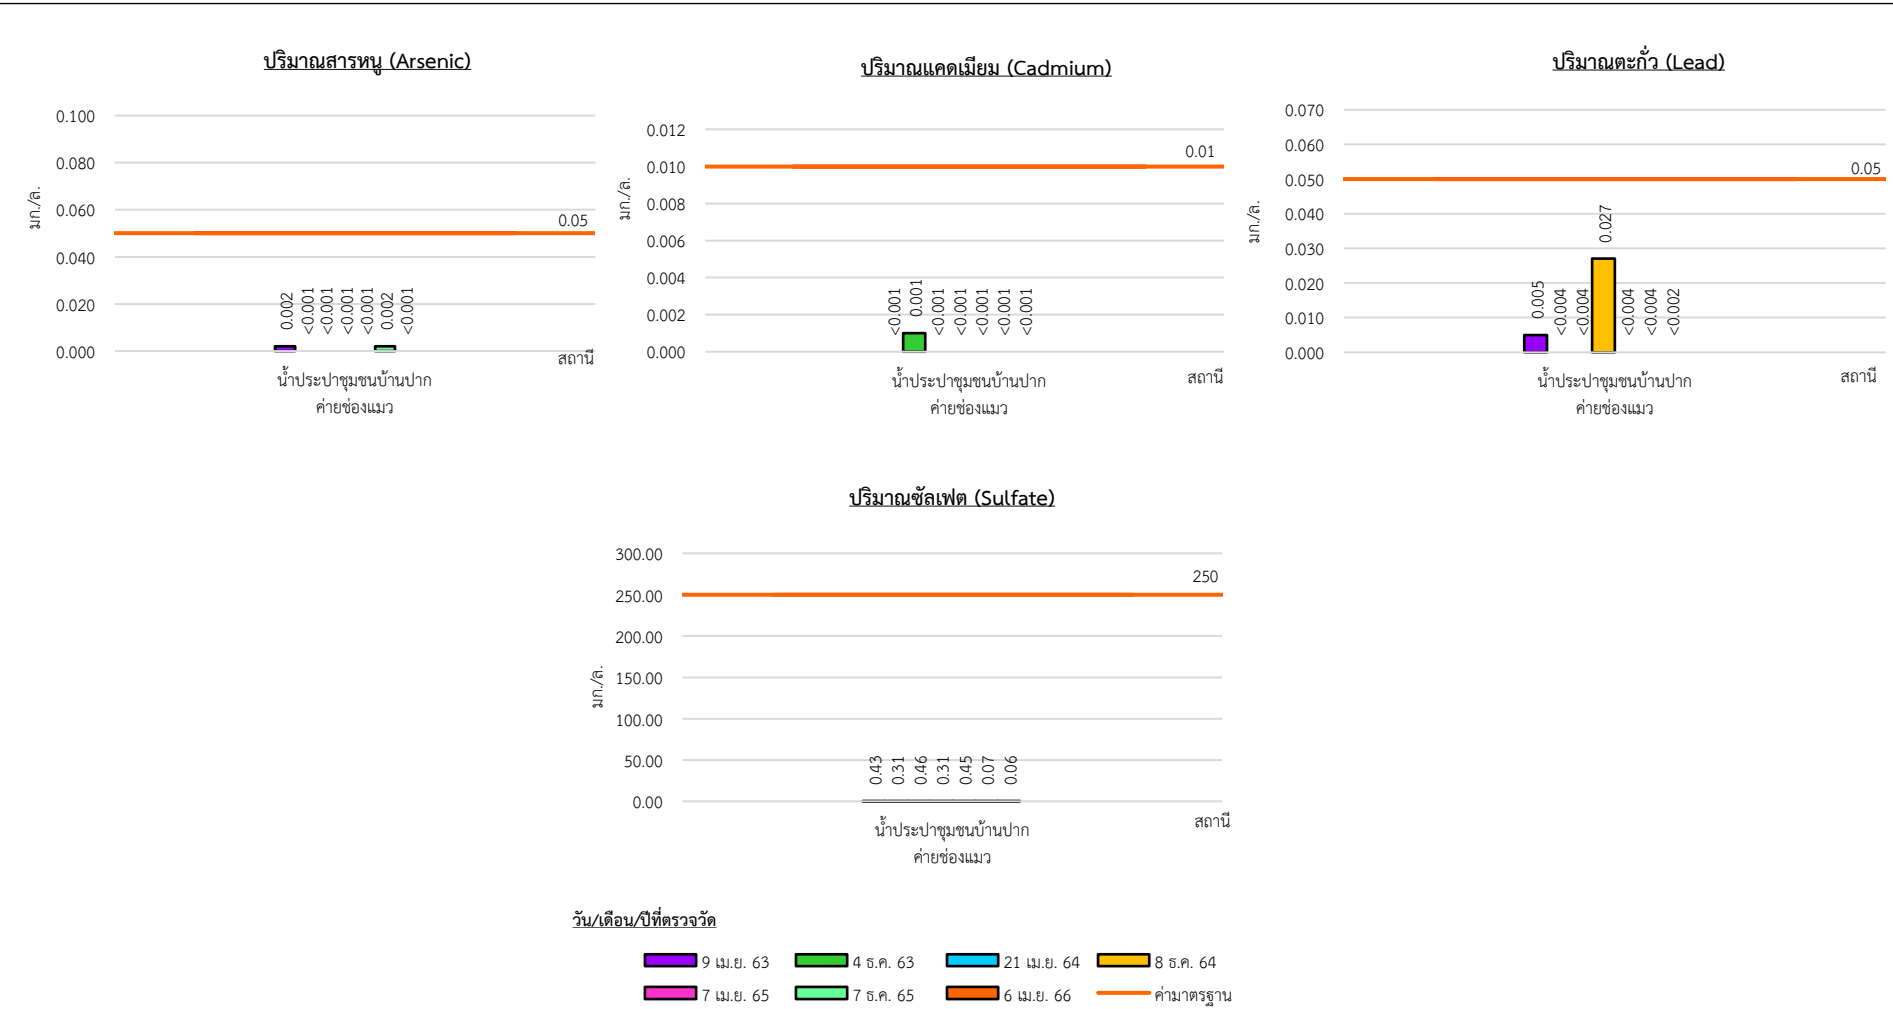 ปริมาณสารหนู (Arsenic)
0.100
0.080
0.060
0.040
0.020
0.000
มก./ล.
0.05
0.002
<0.001
<0.001
<0.001
<0.001
0.002
<0.001
สถานี
น้ำประปาชุมชนบ้านปาก
ค่ายช่องแมว
ปริมาณแคดเมียม (Cadmium)
0.012
0.010
0.008
0.006
0.004
0.002
0.000
มก./ล.
0.01
<0.001
0.001
<0.001
<0.001
<0.001
<0.001
<0.001
สถานี
น้ำประปาชุมชนบ้านปาก
ค่ายช่องแมว
ปริมาณตะกั่ว (Lead)
0.070
0.060
0.050
0.040
0.030
0.020
0.010
0.000
มก./ล.
0.05
0.005
<0.004
<0.004
0.027
<0.004
<0.004
<0.002
สถานี
น้ำประปาชุมชนบ้านปาก
ค่ายช่องแมว
ปริมาณซัลเฟต (Sulfate)
300.00
250.00
200.00
150.00
100.00
50.00
0.00
มก./ล.
250
0.43
0.31
0.46
0.31
0.45
0.07
0.06
สถานี
น้ำประปาชุมชนบ้านปาก
ค่ายช่องแมว
วัน/เดือน/ปีที่ตรวจวัด
9 เม.ย. 63 4 ธ.ค. 63 21 เม.ย. 64 8 ธ.ค. 64
7 เม.ย. 65 7 ธ.ค. 65 6 เม.ย. 66 ค่ามาตรฐาน